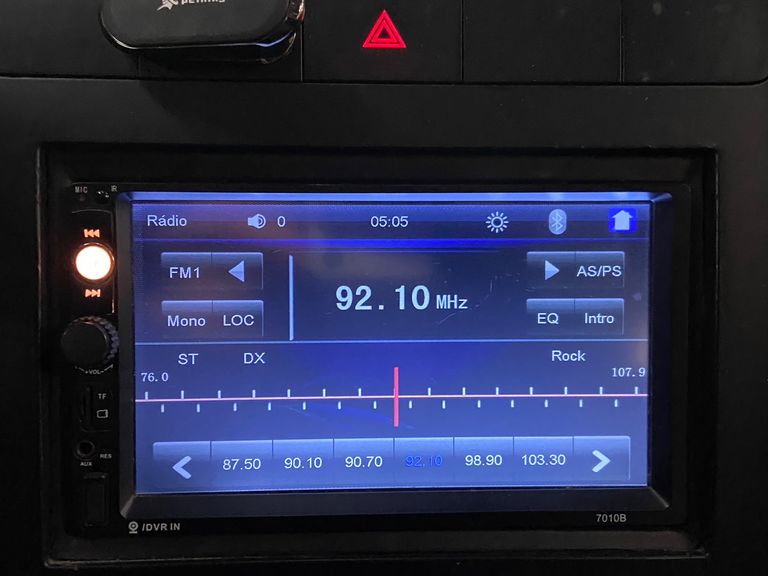 MIC IR
Rádio 0 05:05
FM1 92.10 MHz AS/PS
Mono LOC EQ Intro
ST DX Rock
76.0 107.9
87.50 90.10 90.70 92.10 98.90 103.30
-VOL+
TF
RES
AUX
/DVR IN
7010B